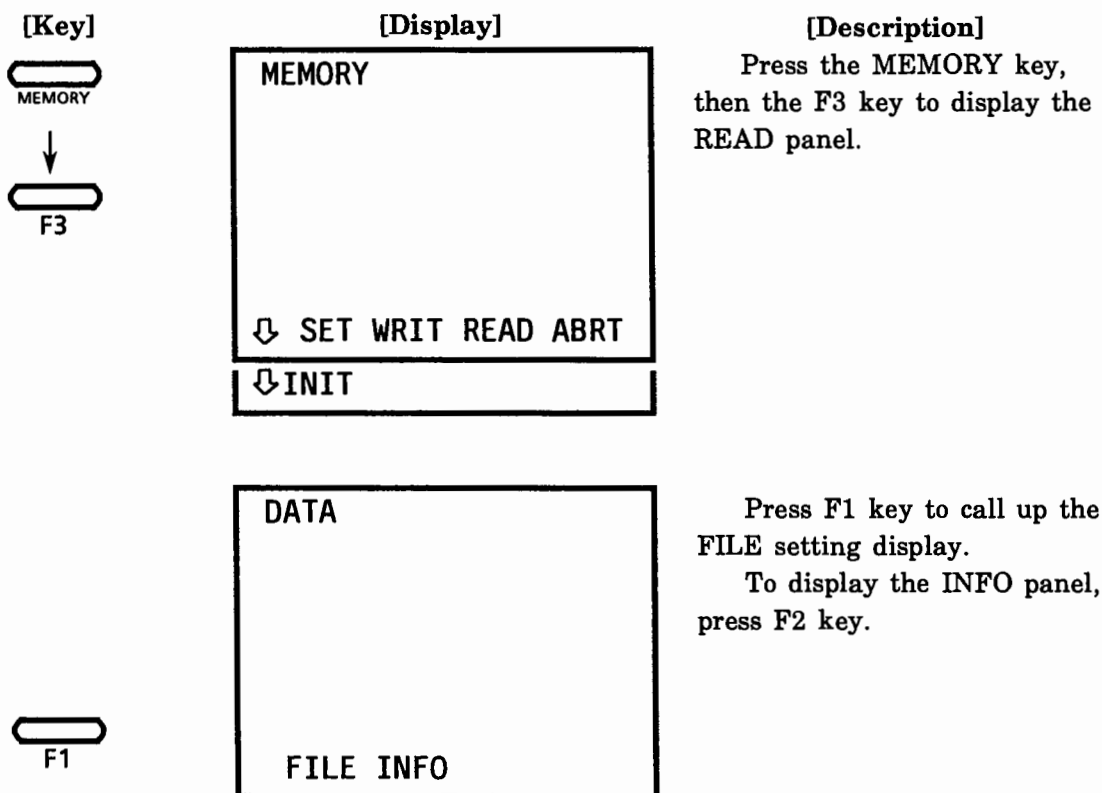 [Key] [Display] [Description]
MEMORY
F3
MEMORY
⇩ SET WRIT READ ABRT
⇩INIT
Press the MEMORY key,
then the F3 key to display the
READ panel.
F1
DATA
FILE INFO
Press F1 key to call up the
FILE setting display.
To display the INFO panel,
press F2 key.